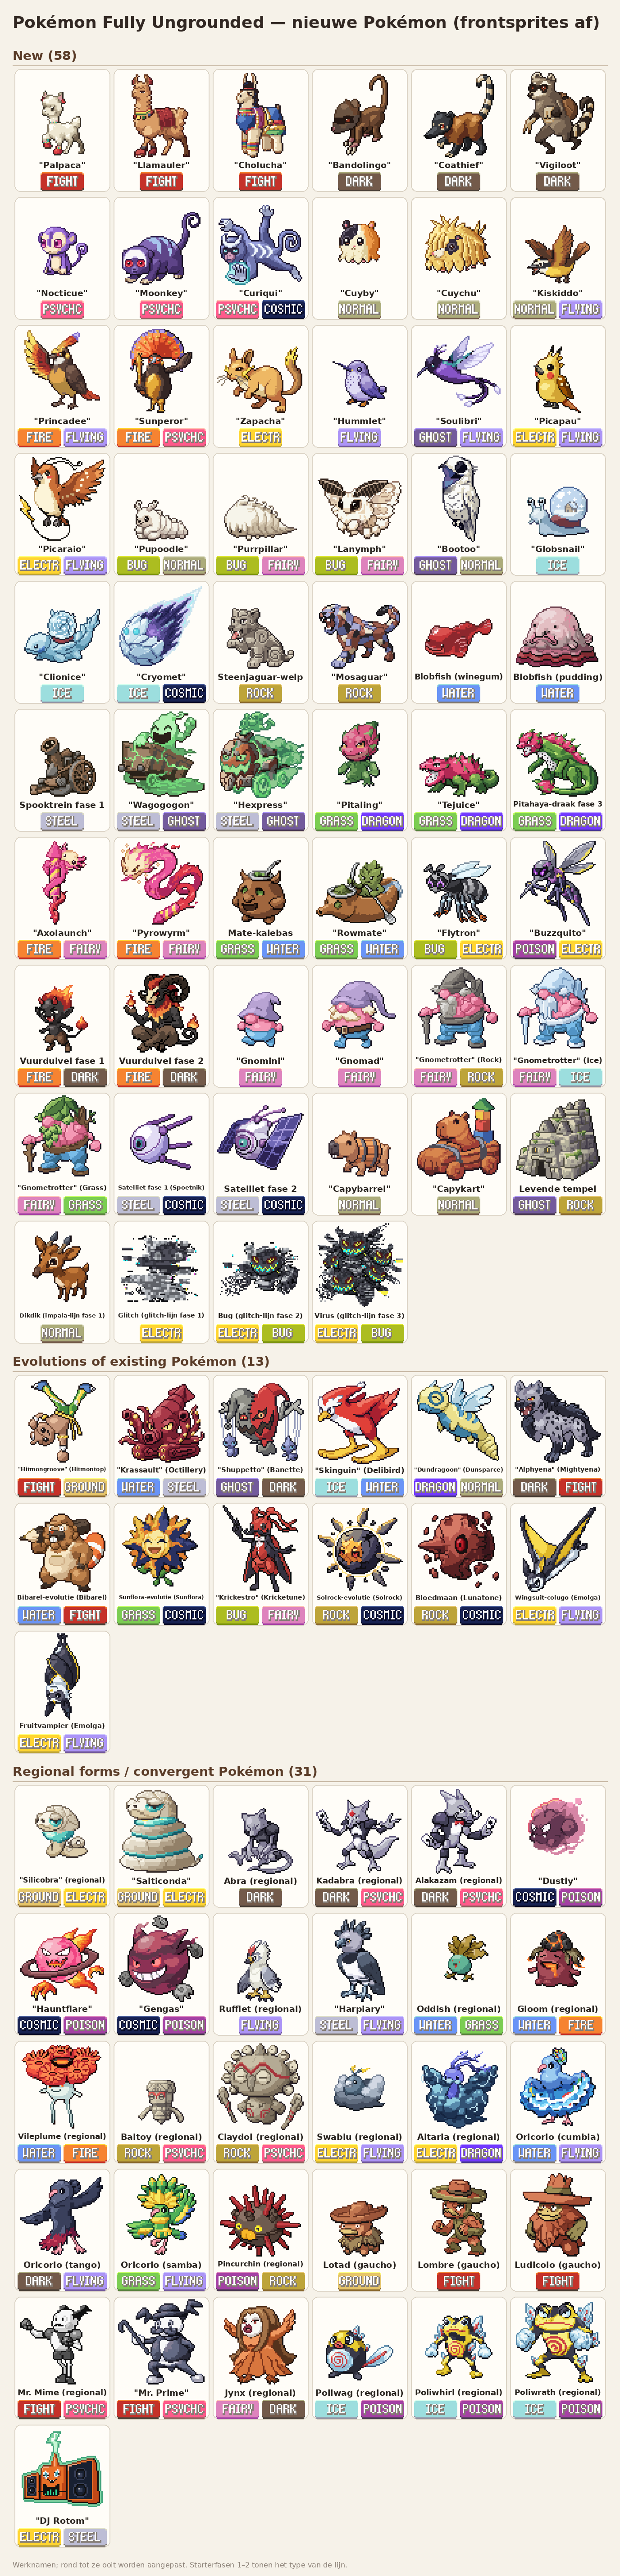 Pokémon Fully Ungrounded — nieuwe Pokémon (frontsprites af)
New (58)
"Palpaca" "Llamauler" "Cholucha" "Bandolingo" "Coathief" "Vigiloot"
FIGHT FIGHT FIGHT DARK DARK DARK
"Nocticue" "Moonkey" "Curiqui" "Cuyby" "Cuychu" "Kiskiddo"
PSYCHC PSYCHC PSYCHC COSMIC NORMAL NORMAL NORMAL FLYING
"Princadee" "Sunperor" "Zapacha" "Hummlet" "Soulibri" "Picapau"
FIRE FLYING FIRE PSYCHC ELECTR FLYING GHOST FLYING ELECTR FLYING
"Picaraio" "Pupoodle" "Purrpillar" "Lanymph" "Bootoo" "Globsnail"
ELECTR FLYING BUG NORMAL BUG FAIRY BUG FAIRY GHOST NORMAL ICE
"Clionice" "Cryomet" Steenjaguar-welp "Mosaguar" Blobfish (winegum) Blobfish (pudding)
ICE ICE COSMIC ROCK ROCK WATER WATER
Spooktrein fase 1 "Wagogogon" "Hexpress" "Pitaling" "Tejuice" Pitahaya-draak fase 3
STEEL STEEL GHOST STEEL GHOST GRASS DRAGON GRASS DRAGON GRASS DRAGON
"Axolaunch" "Pyrowyrm" Mate-kalebas "Rowmate" "Flytron" "Buzzquito"
FIRE FAIRY FIRE FAIRY GRASS WATER GRASS WATER BUG ELECTR POISON ELECTR
Vuurduivel fase 1 Vuurduivel fase 2 "Gnomini" "Gnomad" "Gnometrotter" (Rock) "Gnometrotter" (Ice)
FIRE DARK FIRE DARK FAIRY FAIRY FAIRY ROCK FAIRY ICE
"Gnometrotter" (Grass) Satelliet fase 1 (Spoetnik) Satelliet fase 2 "Capybarrel" "Capykart" Levende tempel
FAIRY GRASS STEEL COSMIC STEEL COSMIC NORMAL NORMAL GHOST ROCK
Dikdik (impala-lijn fase 1) Glitch (glitch-lijn fase 1) Bug (glitch-lijn fase 2) Virus (glitch-lijn fase 3)
NORMAL ELECTR ELECTR BUG ELECTR BUG
Evolutions of existing Pokémon (13)
"Hitmongroove" (Hitmontop) "Krassault" (Octillery) "Shuppetto" (Banette) "Skinguin" (Delibird) "Dundragoon" (Dunsparce) "Alphyena" (Mightyena)
FIGHT GROUND WATER STEEL GHOST DARK ICE WATER DRAGON NORMAL DARK FIGHT
Bibarel-evolutie (Bibarel) Sunflora-evolutie (Sunflora) "Krickestro" (Kricketune) Solrock-evolutie (Solrock) Bloedmaan (Lunatone) Wingsuit-colugo (Emolga)
WATER FIGHT GRASS COSMIC BUG FAIRY ROCK COSMIC ROCK COSMIC ELECTR FLYING
Fruitvampier (Emolga)
ELECTR FLYING
Regional forms / convergent Pokémon (31)
"Silicobra" (regional) "Salticonda" Abra (regional) Kadabra (regional) Alakazam (regional) "Dustly"
GROUND ELECTR GROUND ELECTR DARK DARK PSYCHC DARK PSYCHC COSMIC POISON
"Hauntflare" "Gengas" Rufflet (regional) "Harpiary" Oddish (regional) Gloom (regional)
COSMIC POISON COSMIC POISON FLYING STEEL FLYING WATER GRASS WATER FIRE
Vileplume (regional) Baltoy (regional) Claydol (regional) Swablu (regional) Altaria (regional) Oricorio (cumbia)
WATER FIRE ROCK PSYCHC ROCK PSYCHC ELECTR FLYING ELECTR DRAGON WATER FLYING
Oricorio (tango) Oricorio (samba) Pincurchin (regional) Lotad (gaucho) Lombre (gaucho) Ludicolo (gaucho)
DARK FLYING GRASS FLYING POISON ROCK GROUND FIGHT FIGHT
Mr. Mime (regional) "Mr. Prime" Jynx (regional) Poliwag (regional) Poliwhirl (regional) Poliwrath (regional)
FIGHT PSYCHC FIGHT PSYCHC FAIRY DARK ICE POISON ICE POISON ICE POISON
"DJ Rotom"
ELECTR STEEL
Werknamen; rond tot ze ooit worden aangepast. Starterfasen 1–2 tonen het type van de lijn.